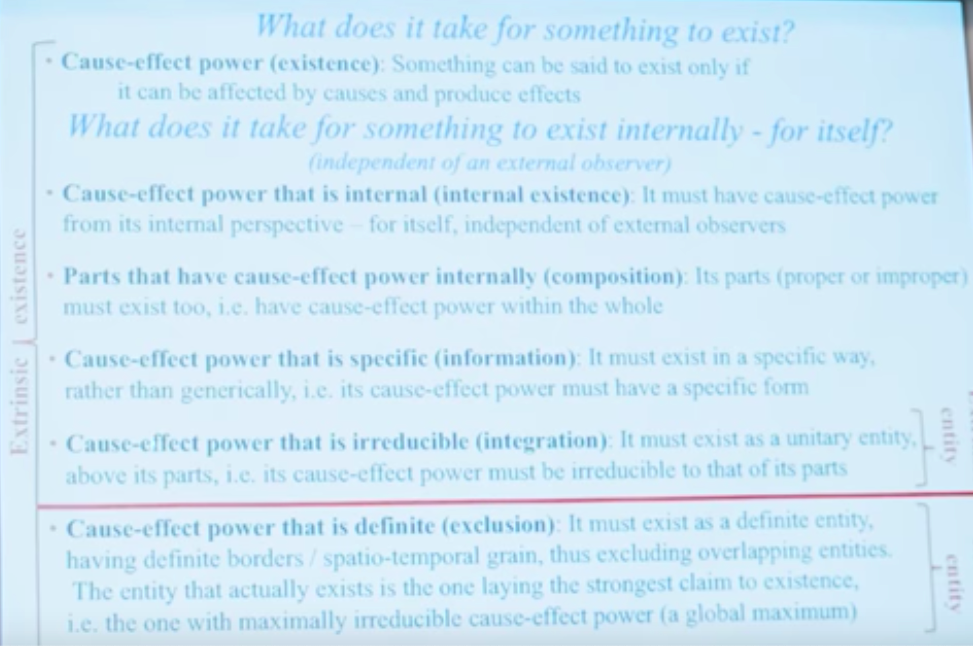 What does it take for something to exist?
• Cause-effect power (existence): Something can be said to exist only if
it can be affected by causes and produce effects
What does it take for something to exist internally - for itself?
(independent of an external observer)
• Cause-effect power that is internal (internal existence): It must have cause-effect power
from its internal perspective – for itself, independent of external observers
• Parts that have cause-effect power internally (composition): Its parts (proper or improper)
must exist too, i.e. have cause-effect power within the whole
• Cause-effect power that is specific (information): It must exist in a specific way,
rather than generically, i.e. its cause-effect power must have a specific form
• Cause-effect power that is irreducible (integration): It must exist as a unitary entity,
above its parts, i.e. its cause-effect power must be irreducible to that of its parts
• Cause-effect power that is definite (exclusion): It must exist as a definite entity,
having definite borders / spatio-temporal grain, thus excluding overlapping entities.
The entity that actually exists is the one laying the strongest claim to existence,
i.e. the one with maximally irreducible cause-effect power (a global maximum)
Extrinsic existence
entity
entity